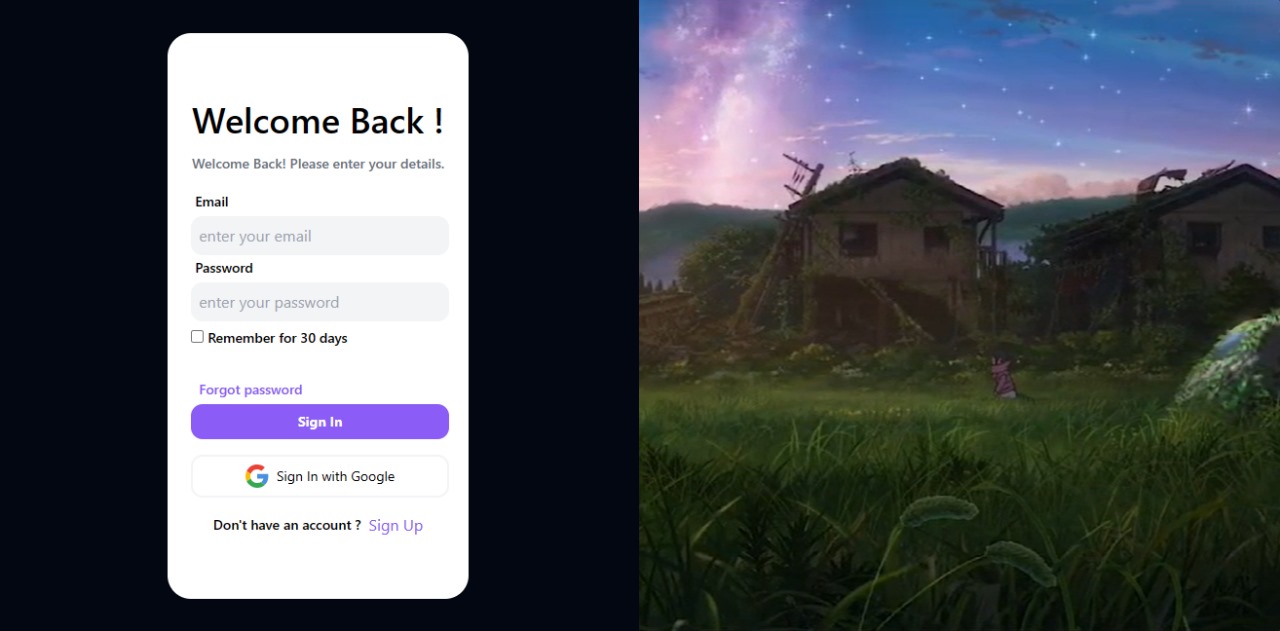 Welcome Back !
Welcome Back! Please enter your details.
Email
enter your email
Password
enter your password
Remember for 30 days
Forgot password
Sign In
Sign In with Google
Don't have an account ? Sign Up